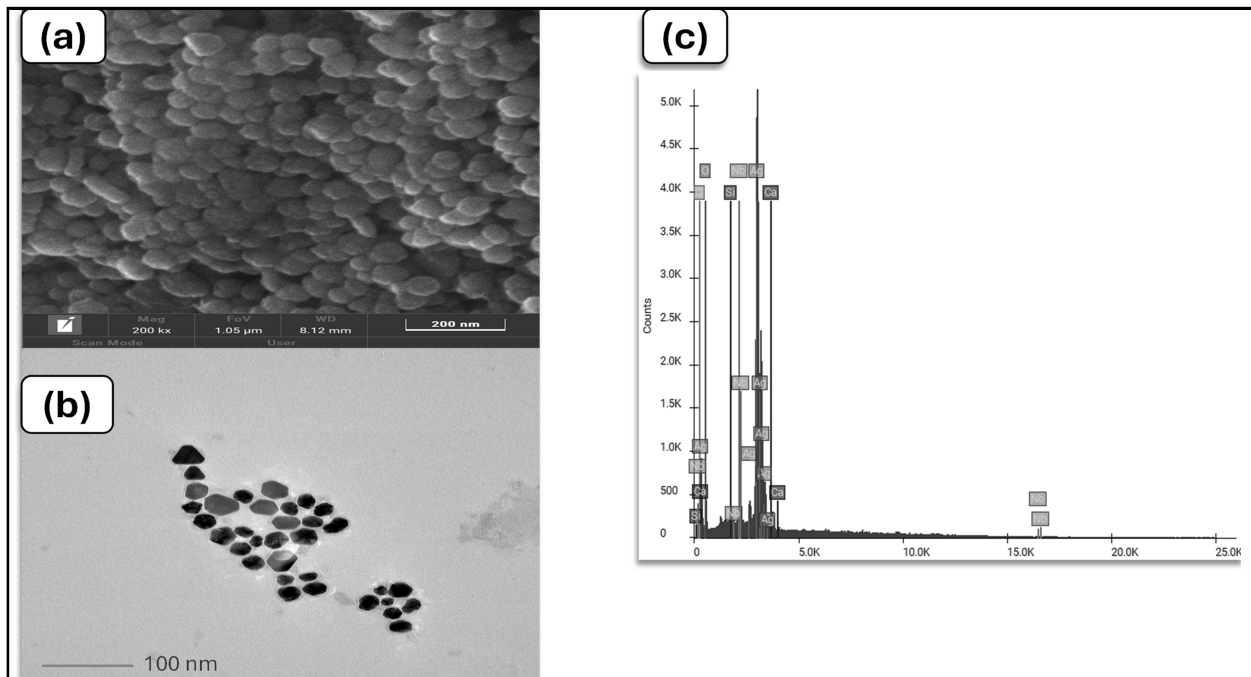 (a)
Mag FoV WD
200 kx 1.05 µm 8.12 mm 200 nm
Scan Mode User
(b)
100 nm
(c)
5.0K
O Nb Ag
4.5K
Si Ca
4.0K
3.5K
3.0K
2.5K
Counts
2.0K
Nb Ag
1.5K
Ag Ag
1.0K
Nb Ag Ag
500
Ca Ca Nb
Si Nb Ag Nb
0
0 5.0K 10.0K 15.0K 20.0K 25.0K